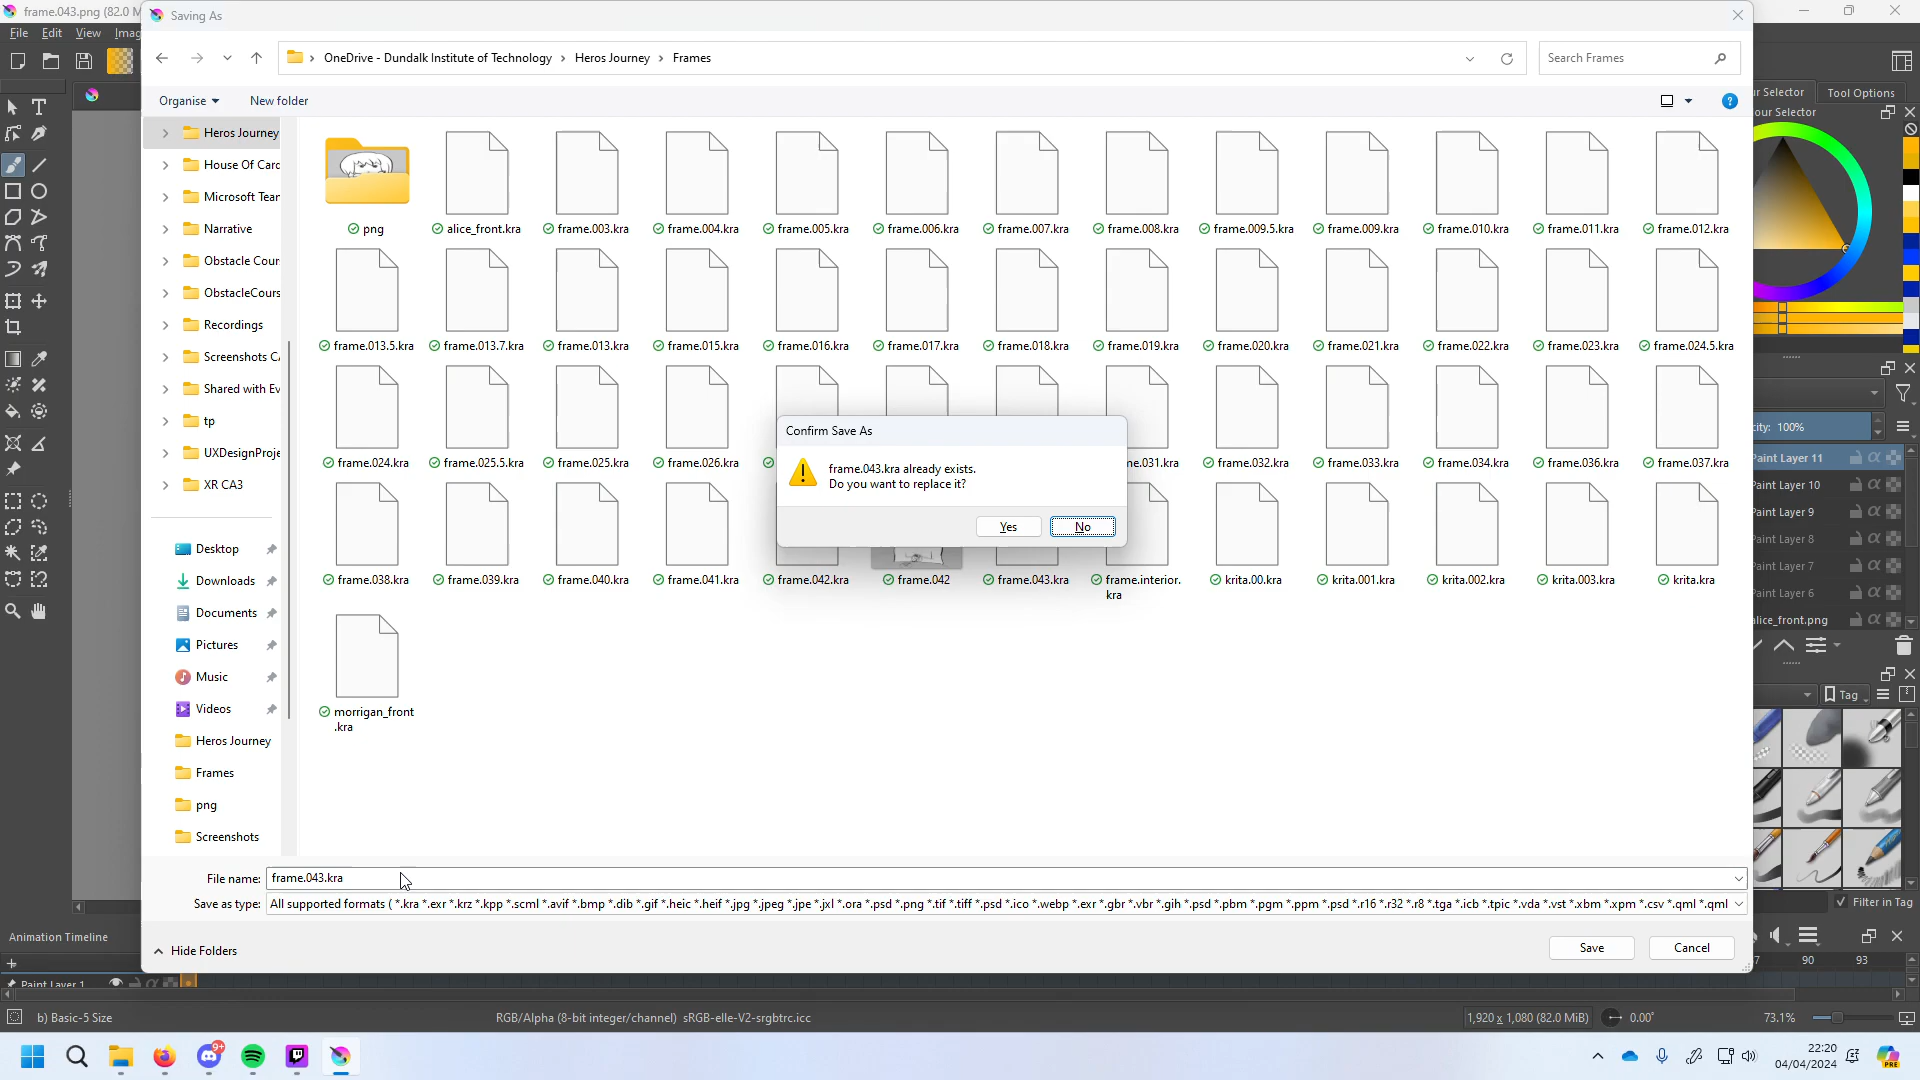 frame.043.png (82.0 M
Saving As
File Edit View Imag
OneDrive - Dundalk Institute of Technology > Heros Journey > Frames
Search Frames
Organise
New folder
Heros Journey
House Of Card
Microsoft Tear
Narrative
Obstacle Cour
ObstacleCours
Recordings
Screenshots C
Shared with Ev
tp
UXDesignProje
XR CA3
Desktop
Downloads
Documents
Pictures
Music
Videos
Heros Journey
Frames
png
Screenshots
png alice_front.kra frame.003.kra frame.004.kra frame.005.kra frame.006.kra frame.007.kra frame.008.kra frame.009.5.kra frame.009.kra frame.010.kra frame.011.kra frame.012.kra
frame.013.5.kra frame.013.7.kra frame.013.kra frame.015.kra frame.016.kra frame.017.kra frame.018.kra frame.019.kra frame.020.kra frame.021.kra frame.022.kra frame.023.kra frame.024.5.kra
frame.024.kra frame.025.5.kra frame.025.kra frame.026.kra ne.031.kra frame.032.kra frame.033.kra frame.034.kra frame.036.kra frame.037.kra
frame.038.kra frame.039.kra frame.040.kra frame.041.kra frame.042.kra frame.042 frame.043.kra frame.interior.kra krita.00.kra krita.001.kra krita.002.kra krita.003.kra krita.kra
morrigan_front.kra
Confirm Save As
frame.043.kra already exists.
Do you want to replace it?
Yes
No
File name: frame.043.kra
Save as type: All supported formats ( *.kra *.exr *.krz *.kpp *.scml *.avif *.bmp *.dib *.gif *.heic *.heif *.jpg *.jpeg *.jpe *.jxl *.ora *.psd *.png *.tif *.tiff *.psd *.ico *.webp *.exr *.gbr *.vbr *.gih *.psd *.pbm *.pgm *.ppm *.psd *.r16 *.r32 *.r8 *.tga *.icb *.tpic *.vda *.vst *.xbm *.xpm *.csv *.qml *.qml
Hide Folders
Save
Cancel
ur Selector
Tool Options
our Selector
city: 100%
Paint Layer 11
Paint Layer 10
Paint Layer 9
Paint Layer 8
Paint Layer 7
Paint Layer 6
alice_front.png
Tag
Filter in Tag
Animation Timeline
7 90 93
Paint Layer 1
b) Basic-5 Size
RGB/Alpha (8-bit integer/channel) sRGB-elle-V2-srgbtrc.icc
1,920 x 1,080 (82.0 MiB)
0.00°
73.1%
9+
22:20
04/04/2024
PRE